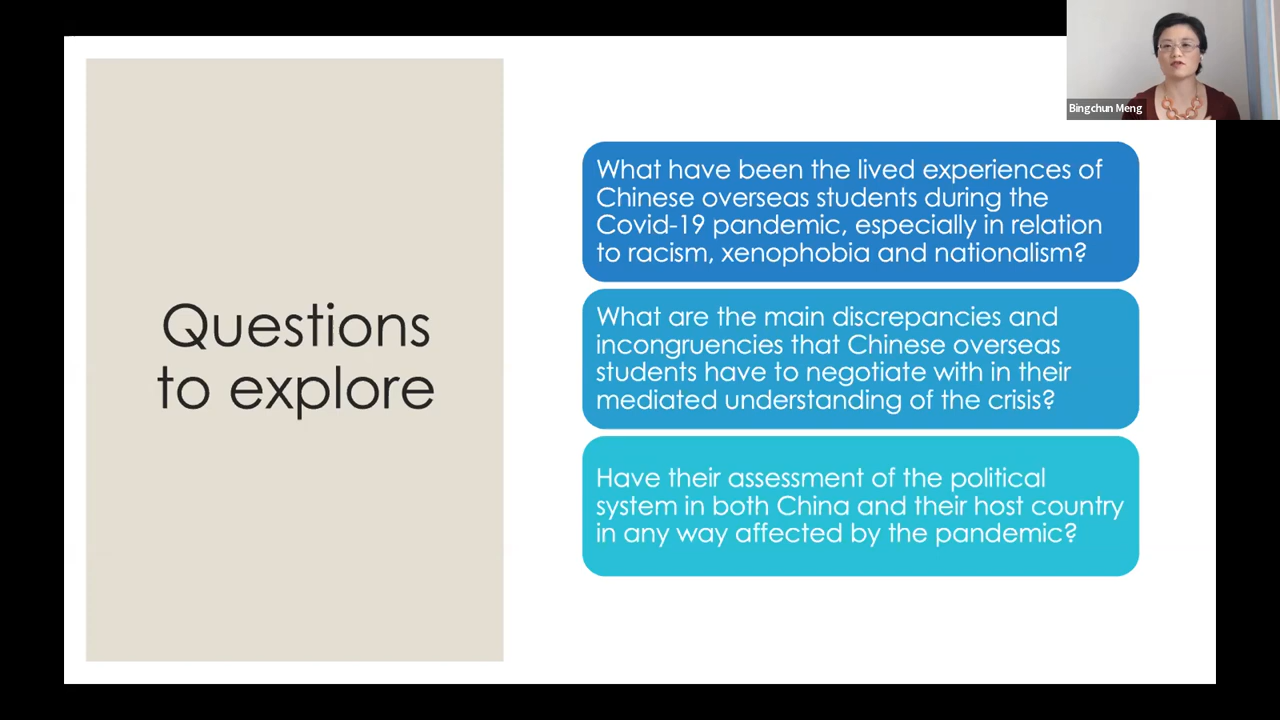 Bingchun Meng
Questions
to explore
What have been the lived experiences of
Chinese overseas students during the
Covid-19 pandemic, especially in relation
to racism, xenophobia and nationalism?
What are the main discrepancies and
incongruencies that Chinese overseas
students have to negotiate with in their
mediated understanding of the crisis?
Have their assessment of the political
system in both China and their host country
in any way affected by the pandemic?